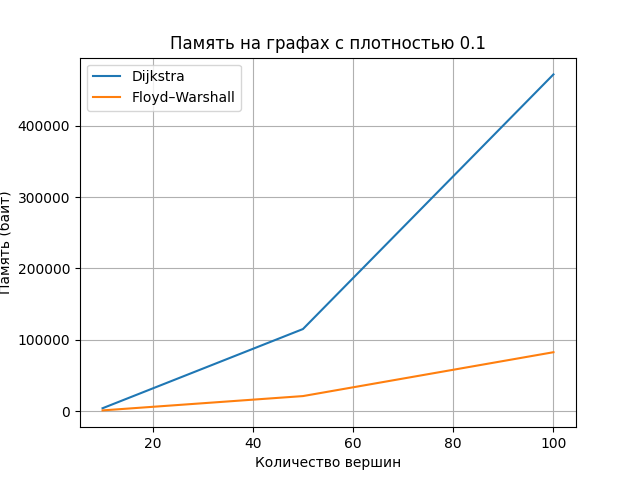 Память на графах с плотностью 0.1
Dijkstra
Floyd–Warshall
400000
300000
200000
100000
0
Память (байт)
20
40
60
80
100
Количество вершин